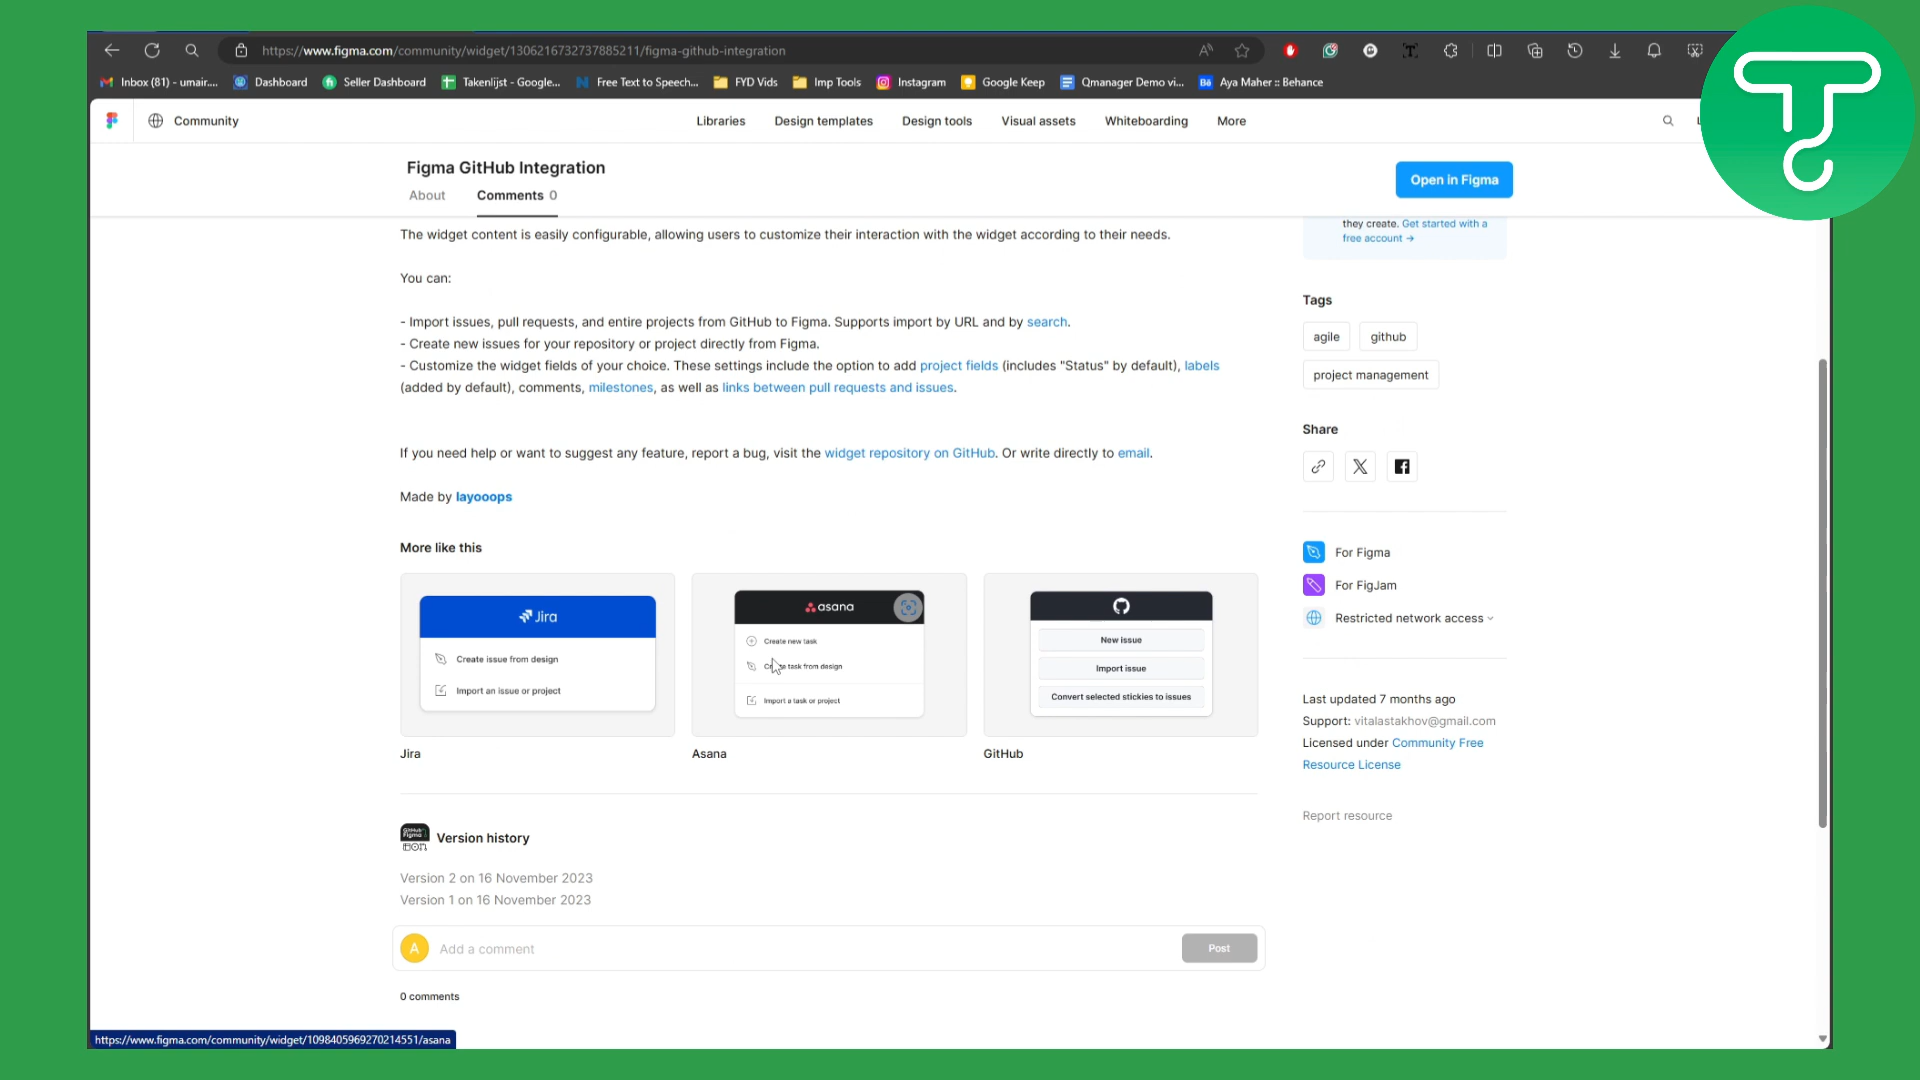 https://www.figma.com/community/widget/1306216732737885211/figma-github-integration
Inbox (81) - umair.... Dashboard Seller Dashboard Takenlijst - Google... Free Text to Speech... FYD Vids Imp Tools Instagram Google Keep Qmanager Demo vi... Aya Maher :: Behance
Community Libraries Design templates Design tools Visual assets Whiteboarding More
Figma GitHub Integration
Open in Figma
About Comments 0
they create. Get started with a
free account →
The widget content is easily configurable, allowing users to customize their interaction with the widget according to their needs.
You can:
- Import issues, pull requests, and entire projects from GitHub to Figma. Supports import by URL and by search.
- Create new issues for your repository or project directly from Figma.
- Customize the widget fields of your choice. These settings include the option to add project fields (includes "Status" by default), labels
(added by default), comments, milestones, as well as links between pull requests and issues.
If you need help or want to suggest any feature, report a bug, visit the widget repository on GitHub. Or write directly to email.
Made by layooops
Tags
agile github
project management
Share
For Figma
For FigJam
Restricted network access
Last updated 7 months ago
Support: vitalastakhov@gmail.com
Licensed under Community Free
Resource License
Report resource
More like this
Jira
Create issue from design
Import an issue or project
Jira
asana
Create new task
Create task from design
Import a task or project
Asana
New issue
Import issue
Convert selected stickies to issues
GitHub
GitHub
Figma
Version history
Version 2 on 16 November 2023
Version 1 on 16 November 2023
A Add a comment Post
0 comments
https://www.figma.com/community/widget/1098405969270214551/asana